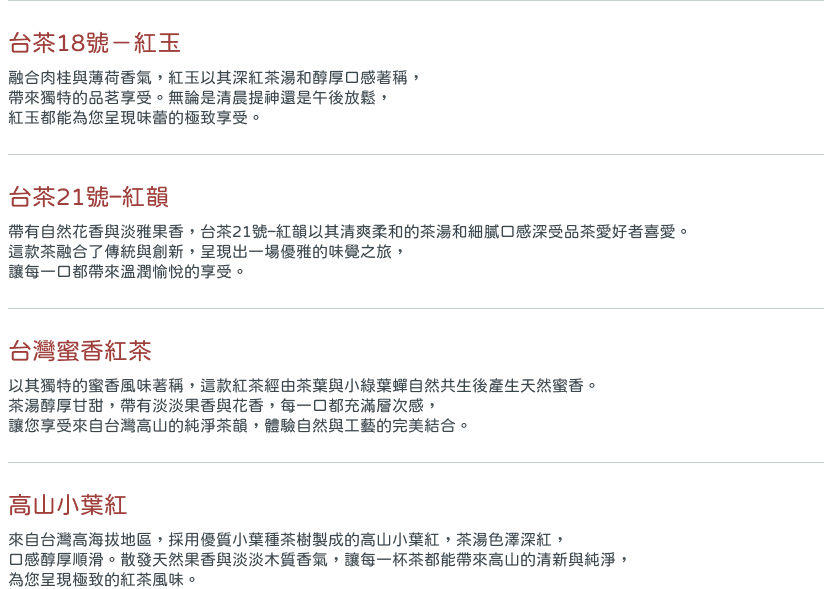 台茶18號－紅玉
融合肉桂與薄荷香氣，紅玉以其深紅茶湯和醇厚口感著稱，
帶來獨特的品茗享受。無論是清晨提神還是午後放鬆，
紅玉都能為您呈現味蕾的極致享受。
台茶21號–紅韻
帶有自然花香與淡雅果香，台茶21號–紅韻以其清爽柔和的茶湯和細膩口感深受品茶愛好者喜愛。
這款茶融合了傳統與創新，呈現出一場優雅的味覺之旅，
讓每一口都帶來溫潤愉悅的享受。
台灣蜜香紅茶
以其獨特的蜜香風味著稱，這款紅茶經由茶葉與小綠葉蟬自然共生後產生天然蜜香。
茶湯醇厚甘甜，帶有淡淡果香與花香，每一口都充滿層次感，
讓您享受來自台灣高山的純淨茶韻，體驗自然與工藝的完美結合。
高山小葉紅
來自台灣高海拔地區，採用優質小葉種茶樹製成的高山小葉紅，茶湯色澤深紅，
口感醇厚順滑。散發天然果香與淡淡木質香氣，讓每一杯茶都能帶來高山的清新與純淨，
為您呈現極致的紅茶風味。